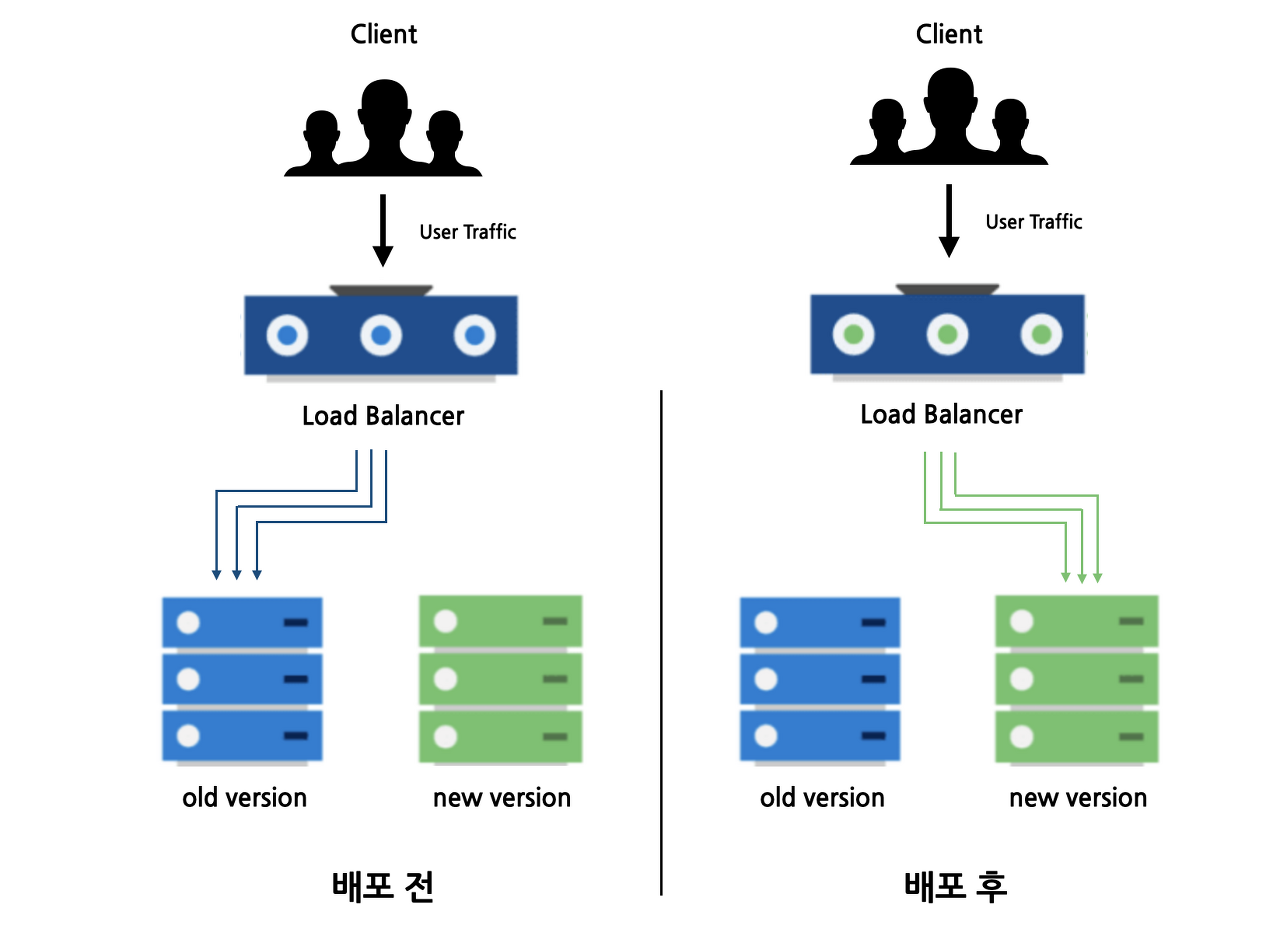 Client
User Traffic
Load Balancer
old version
new version
배포 전
Client
User Traffic
Load Balancer
old version
new version
배포 후